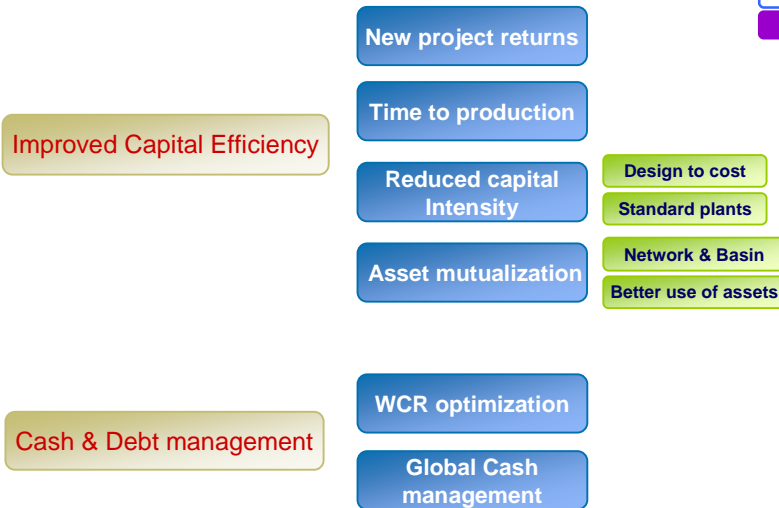 New project returns
Time to production
Improved Capital Efficiency
Reduced capital
Intensity
Design to cost
Standard plants
Asset mutualization
Network & Basin
Better use of assets
WCR optimization
Cash & Debt management
Global Cash
management